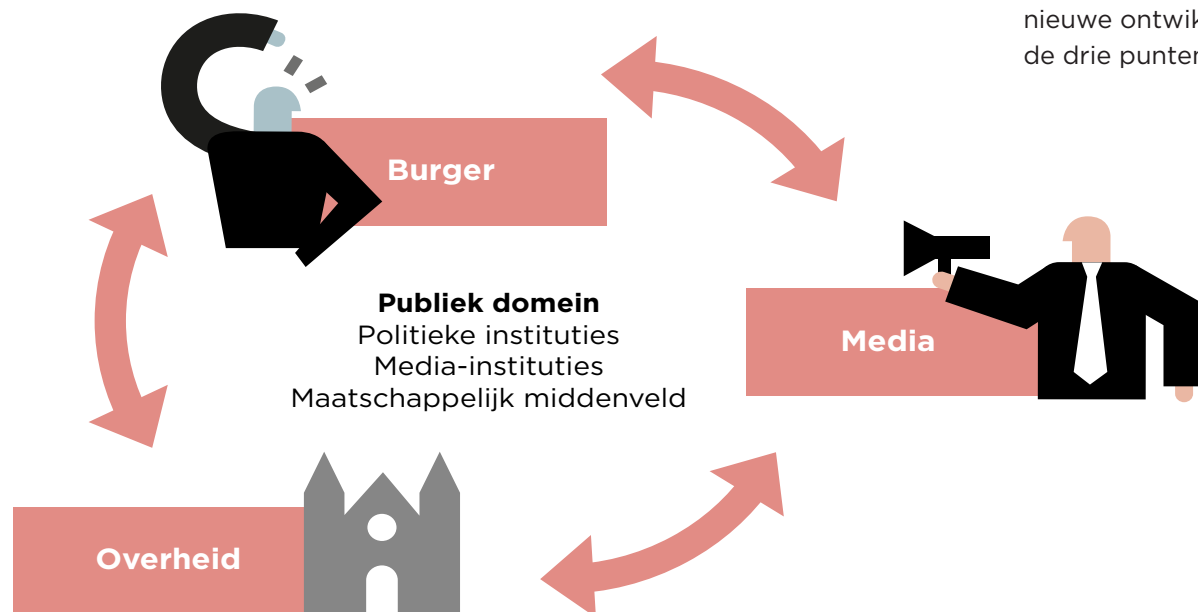 nieuwe ontwik
de drie punten
Burger
Publiek domein
Politieke instituties
Media-instituties
Maatschappelijk middenveld
Media
Overheid